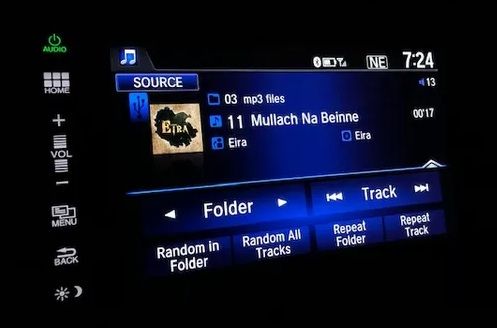 AUDIO
7:24
NE
HOME
SOURCE
13
03 mp3 files
11 Mullach Na Beinne
00'17
EIRA
Eira
Eira
+
VOL
−
Folder
Track
MENU
Random in
Folder
Random All
Tracks
Repeat
Folder
Repeat
Track
BACK